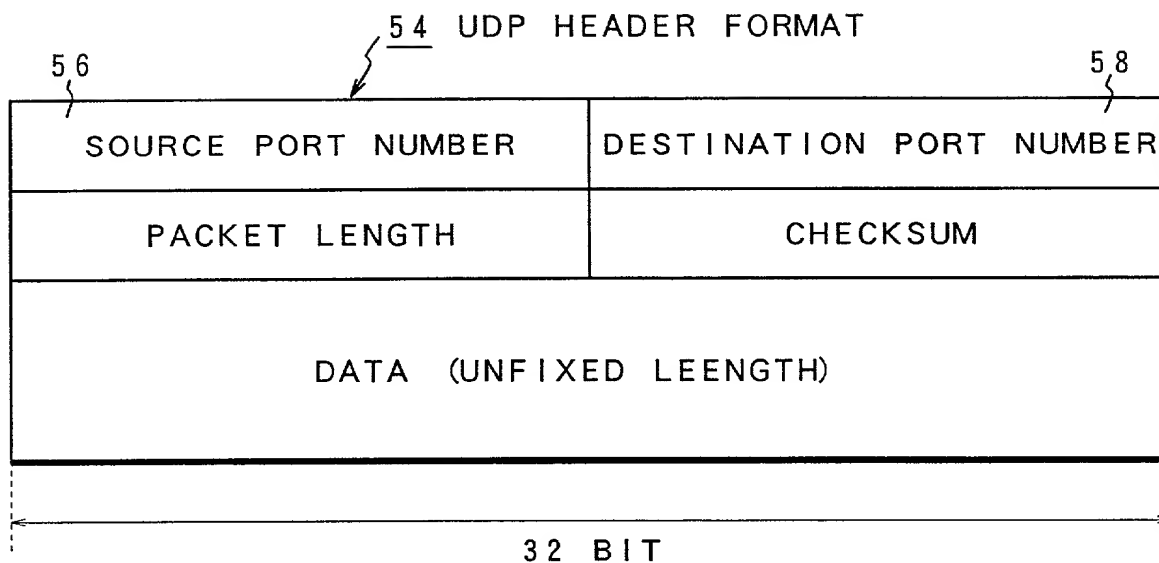 54 UDP HEADER FORMAT
56
58
SOURCE PORT NUMBER
DESTINATION PORT NUMBER
PACKET LENGTH
CHECKSUM
DATA (UNFIXED LEENGTH)
32 BIT